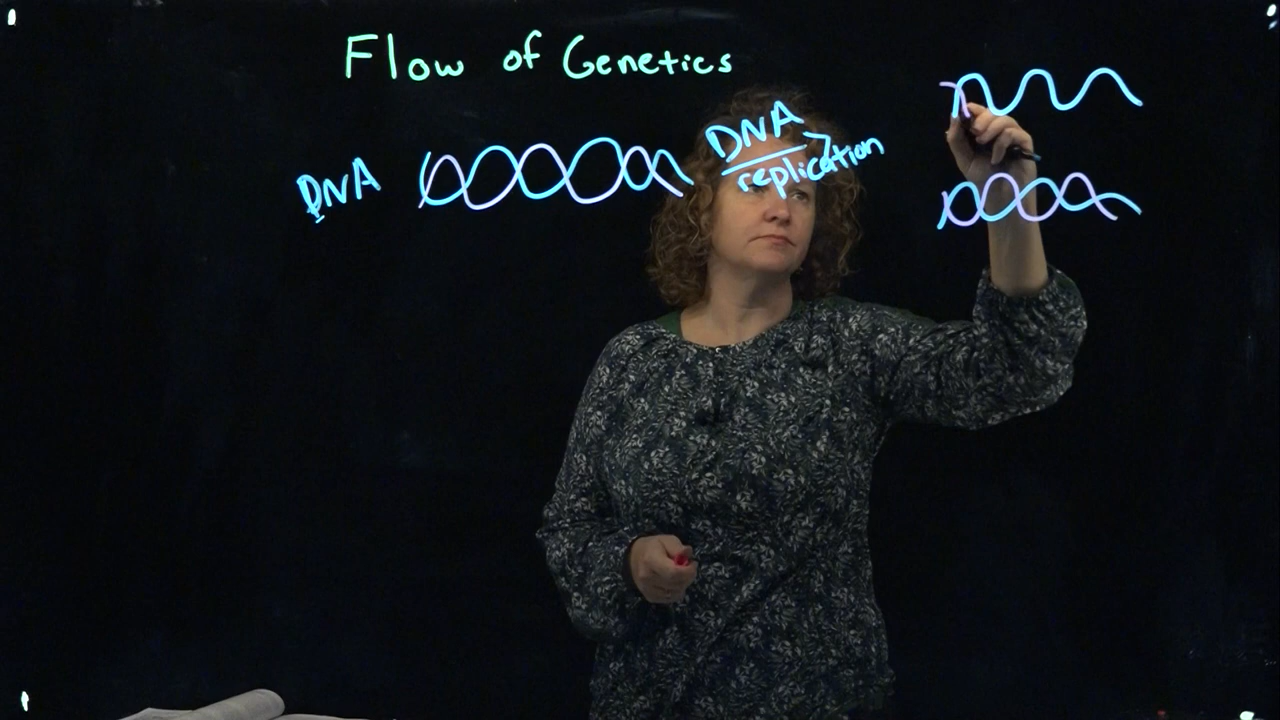 Flow of Genetics
DNA
DNA
replication